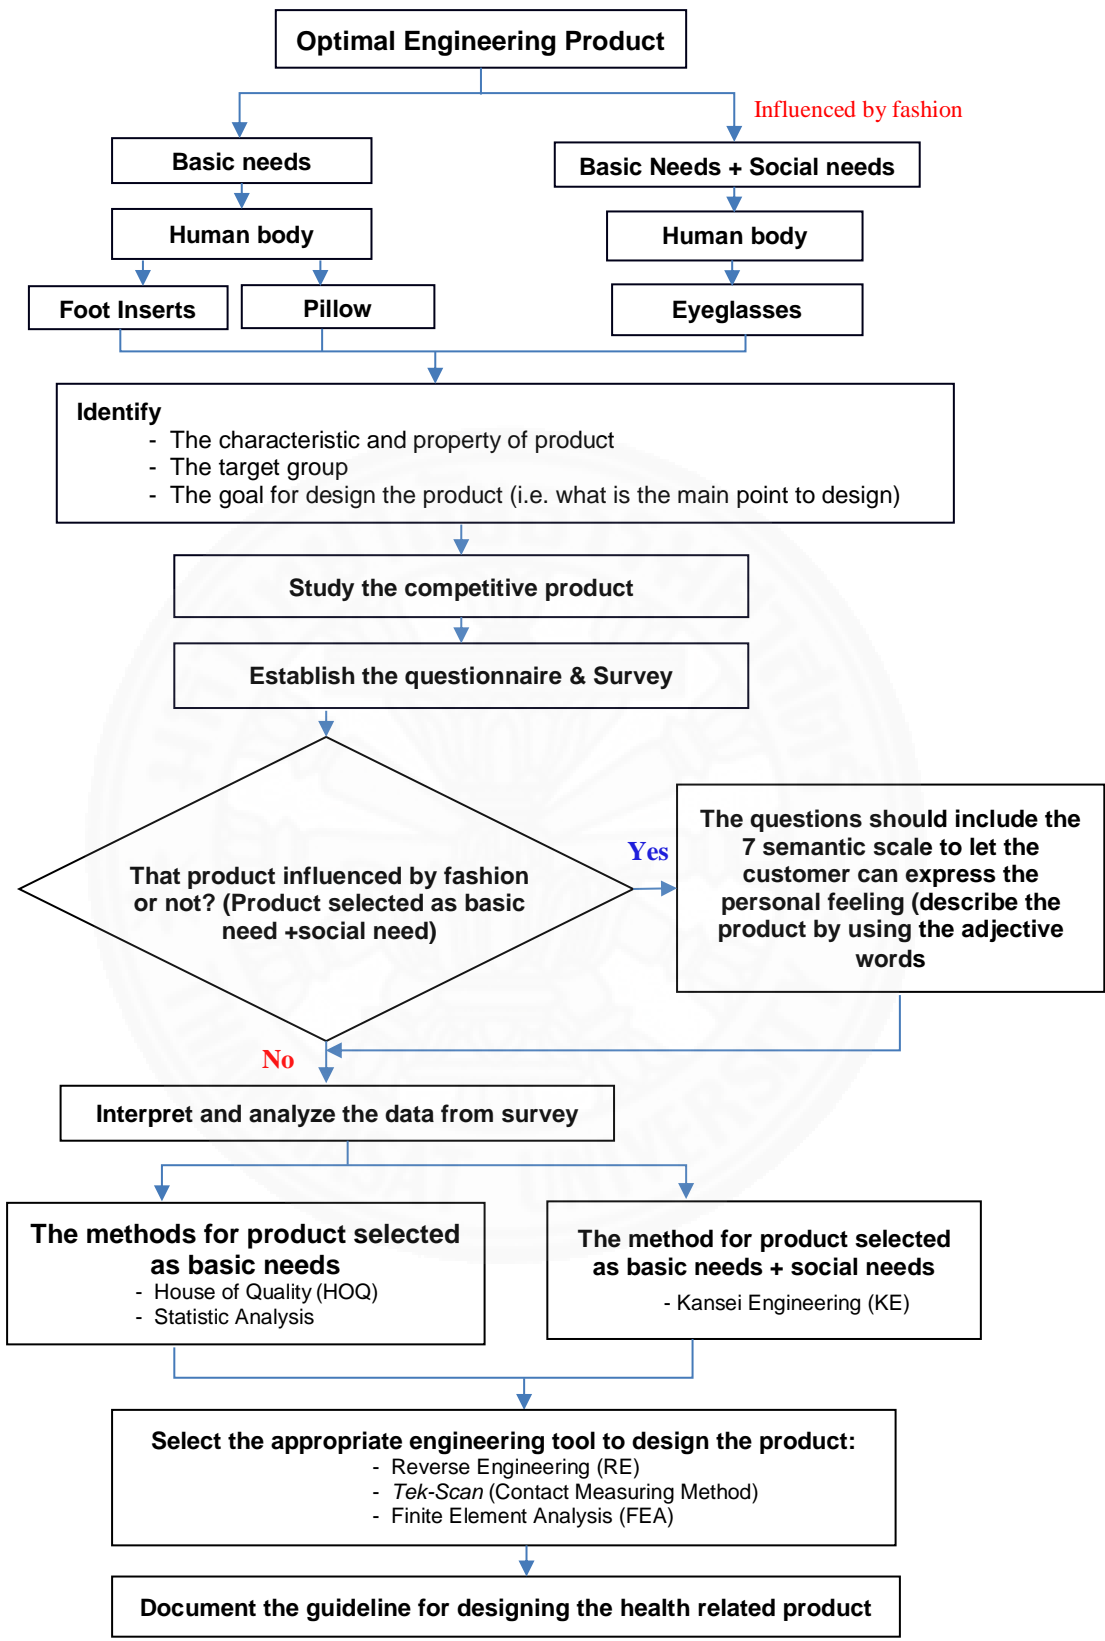 Optimal Engineering Product
Influenced by fashion
Basic needs
Basic Needs + Social needs
Human body
Human body
Foot Inserts
Pillow
Eyeglasses
Identify
- The characteristic and property of product
- The target group
- The goal for design the product (i.e. what is the main point to design)
Study the competitive product
Establish the questionnaire & Survey
That product influenced by fashion
or not? (Product selected as basic
need +social need)
Yes
The questions should include the
7 semantic scale to let the
customer can express the
personal feeling (describe the
product by using the adjective
words
No
Interpret and analyze the data from survey
The methods for product selected
as basic needs
- House of Quality (HOQ)
- Statistic Analysis
The method for product selected
as basic needs + social needs
- Kansei Engineering (KE)
Select the appropriate engineering tool to design the product:
- Reverse Engineering (RE)
- Tek-Scan (Contact Measuring Method)
- Finite Element Analysis (FEA)
Document the guideline for designing the health related product